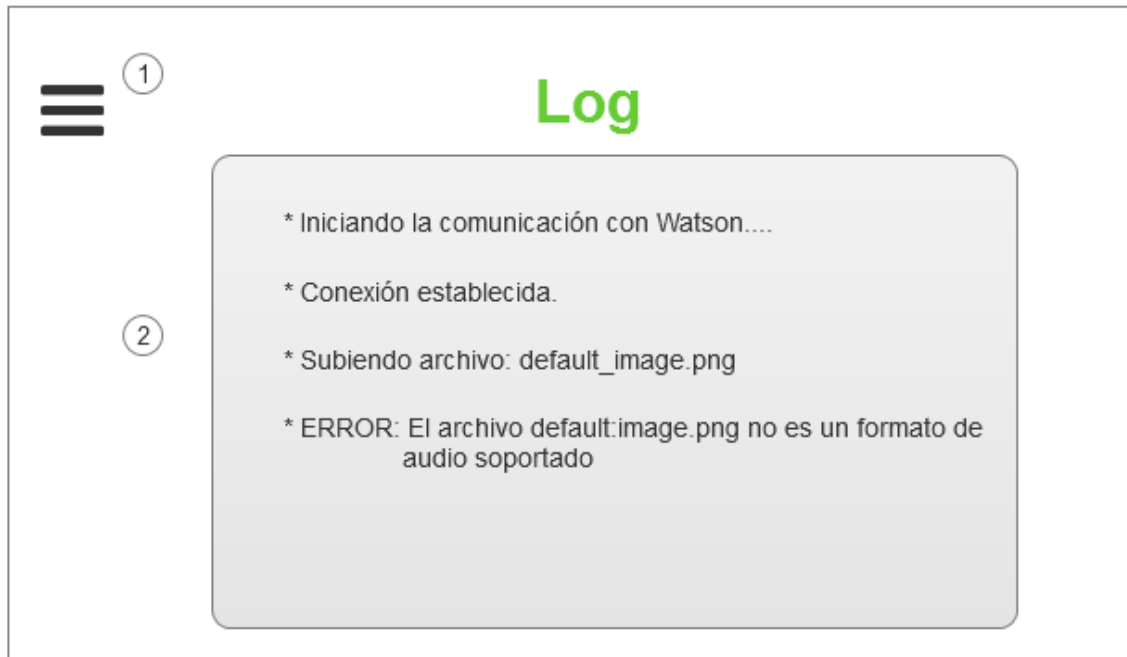 1
Log
* Iniciando la comunicación con Watson....
* Conexión establecida.
2
* Subiendo archivo: default_image.png
* ERROR: El archivo default:image.png no es un formato de
audio soportado